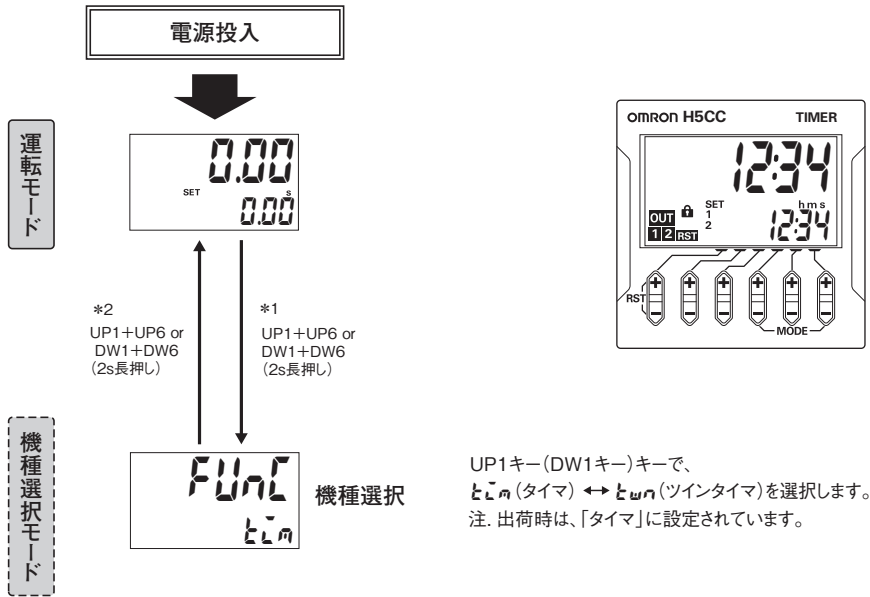 電源投入
運転モード
0.00
SET
s
0.00
*2
UP1+UP6 or
DW1+DW6
(2s長押し)
*1
UP1+UP6 or
DW1+DW6
(2s長押し)
機種選択モード
FUnC
tim
機種選択
OMRON H5CC TIMER
12:34
SET
h m s
OUT
1
2
1 2 RST
12:34
+ + + + + +
RST
- - - - - -
MODE
UP1キー(DW1キー)キーで、
tim(タイマ) ↔ twn(ツインタイマ)を選択します。
注. 出荷時は、「タイマ」に設定されています。